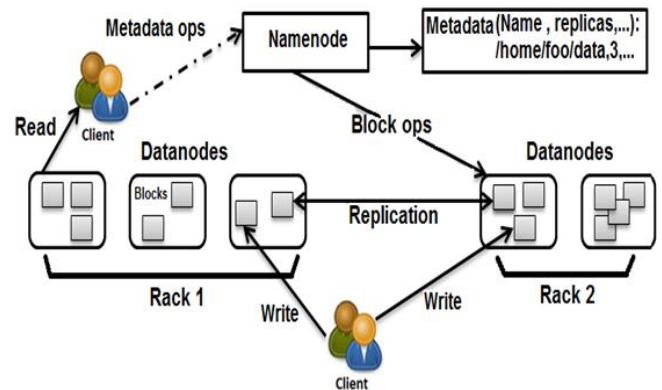 Metadata ops
Namenode
Metadata (Name , replicas,...):
/home/foo/data,3,...
Client
Read
Block ops
Datanodes
Datanodes
Blocks
Replication
Rack 1
Rack 2
Write
Write
Client